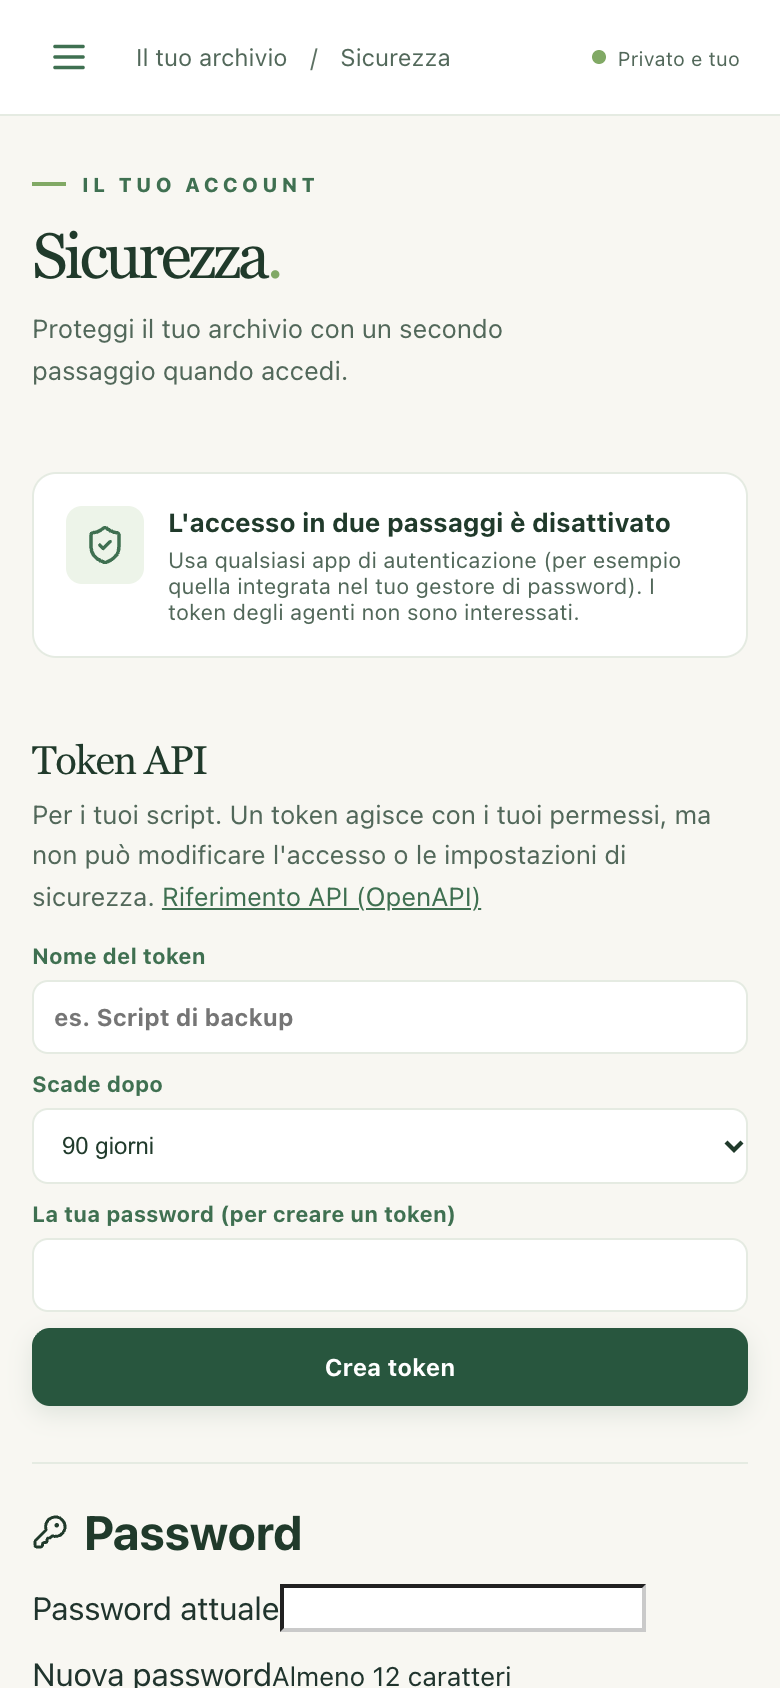 Il tuo archivio / Sicurezza
Privato e tuo
IL TUO ACCOUNT
Sicurezza.
Proteggi il tuo archivio con un secondo
passaggio quando accedi.
L'accesso in due passaggi è disattivato
Usa qualsiasi app di autenticazione (per esempio
quella integrata nel tuo gestore di password). I
token degli agenti non sono interessati.
Token API
Per i tuoi script. Un token agisce con i tuoi permessi, ma
non può modificare l'accesso o le impostazioni di
sicurezza. Riferimento API (OpenAPI)
Nome del token
es. Script di backup
Scade dopo
90 giorni
La tua password (per creare un token)
Crea token
Password
Password attuale
Nuova passwordAlmeno 12 caratteri